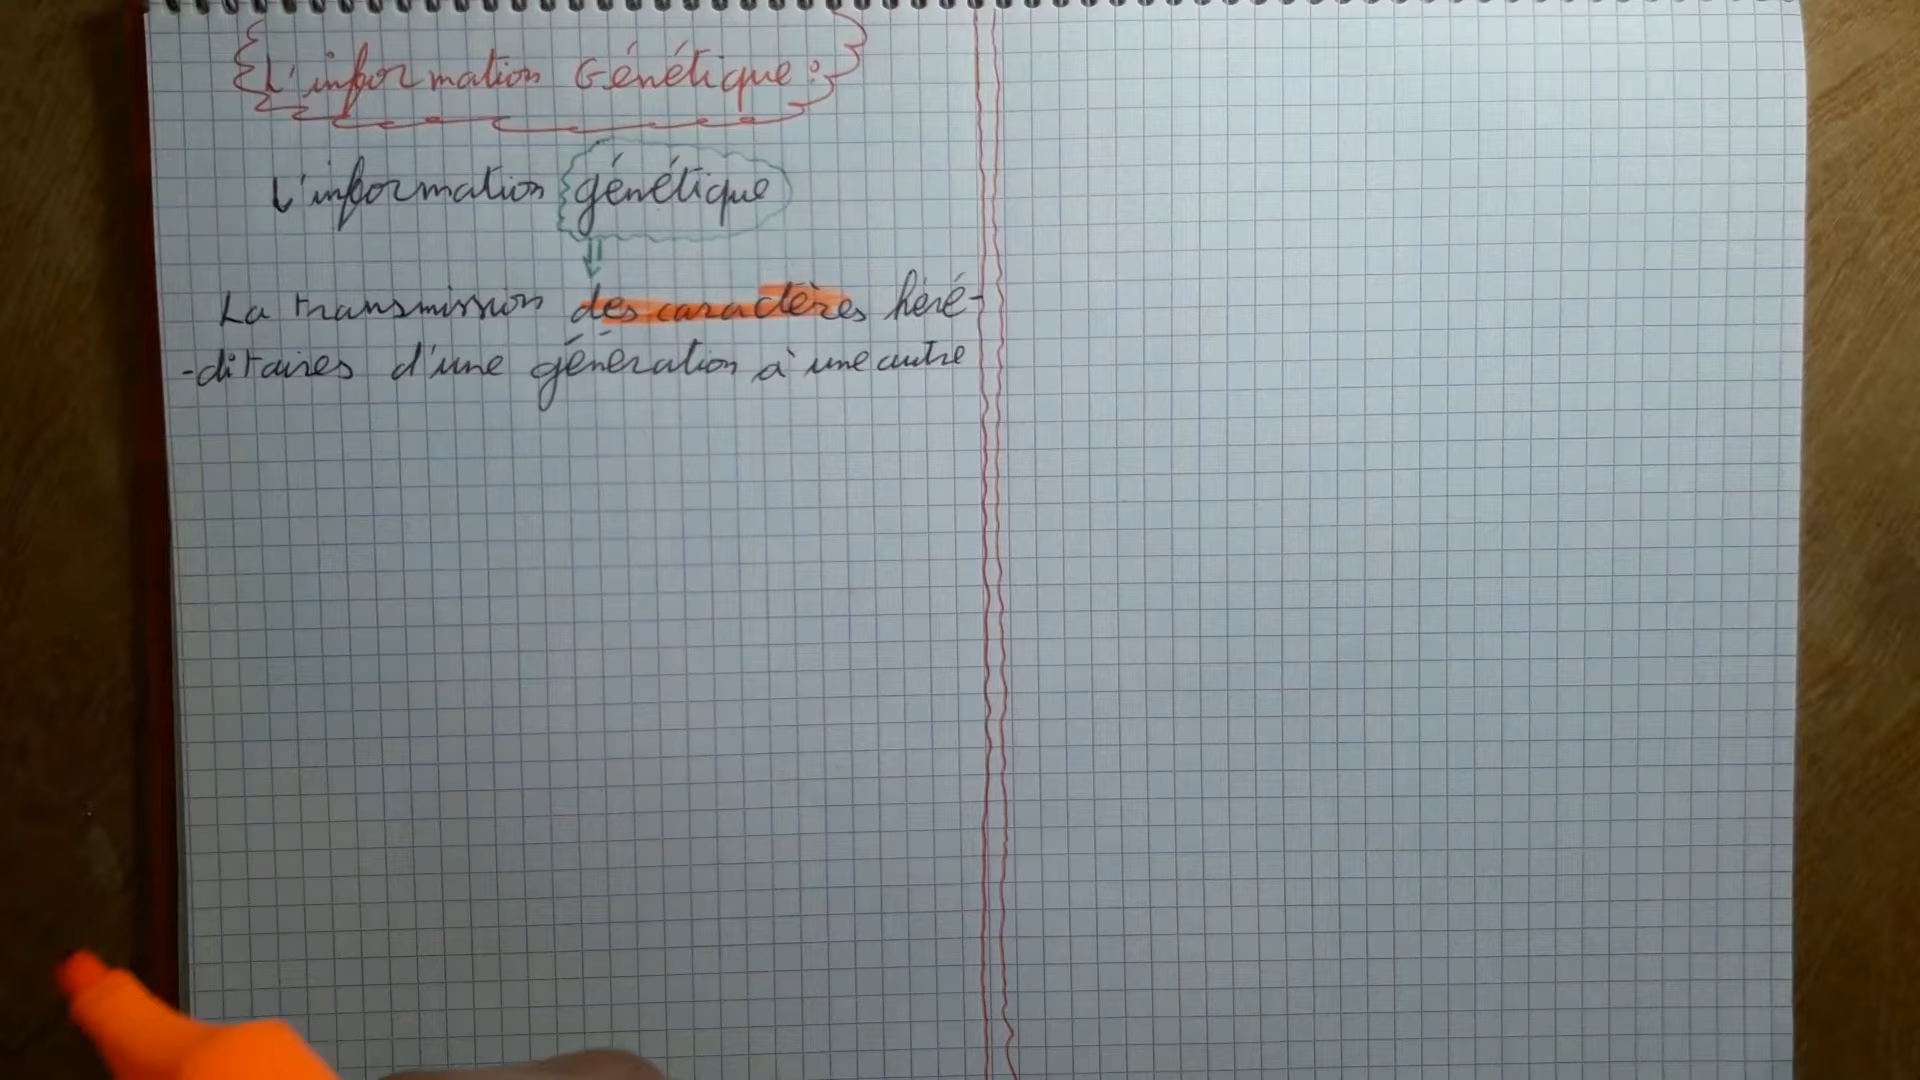 L'information Génétique :
L'information génétique
La transmission des caractères héré-
-ditaires d'une génération à une autre